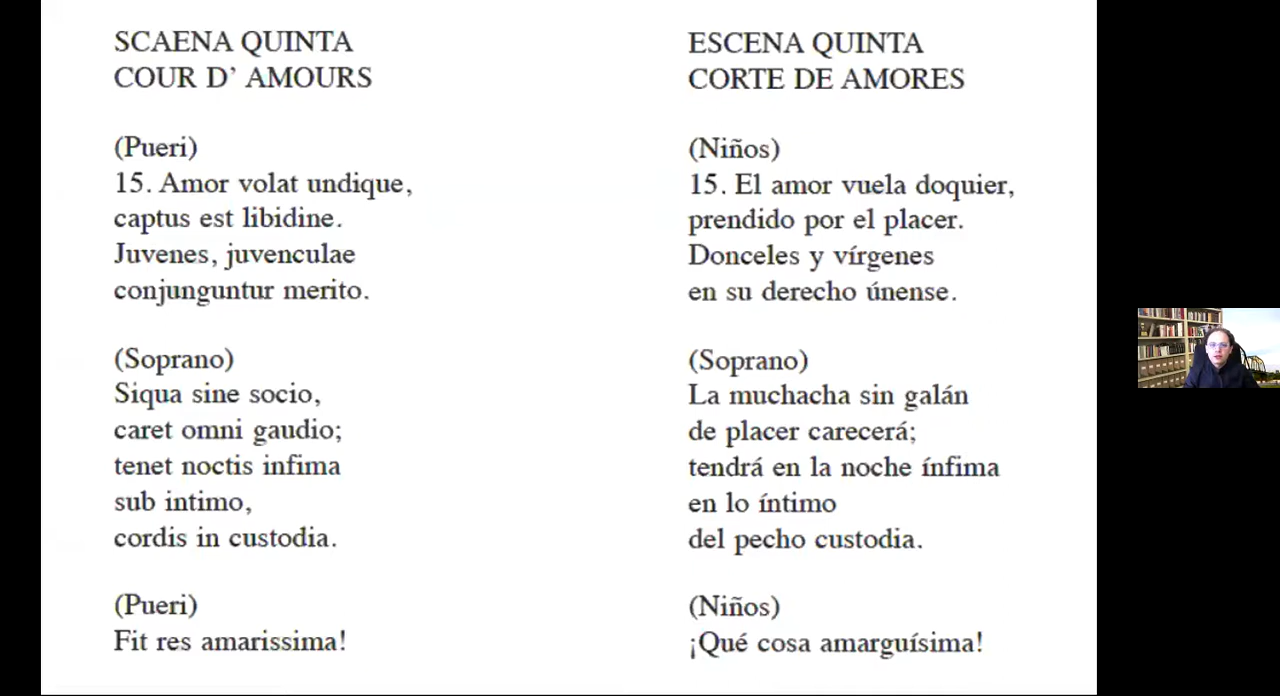 SCAENA QUINTA
COUR D’ AMOURS
(Pueri)
15. Amor volat undique,
captus est libidine.
Juvenes, juvenculae
conjunguntur merito.
(Soprano)
Siqua sine socio,
caret omni gaudio;
tenet noctis infima
sub intimo,
cordis in custodia.
(Pueri)
Fit res amarissima!
ESCENA QUINTA
CORTE DE AMORES
(Niños)
15. El amor vuela doquier,
prendido por el placer.
Donceles y vírgenes
en su derecho únense.
(Soprano)
La muchacha sin galán
de placer carecerá;
tendrá en la noche ínfima
en lo íntimo
del pecho custodia.
(Niños)
¡Qué cosa amarguísima!